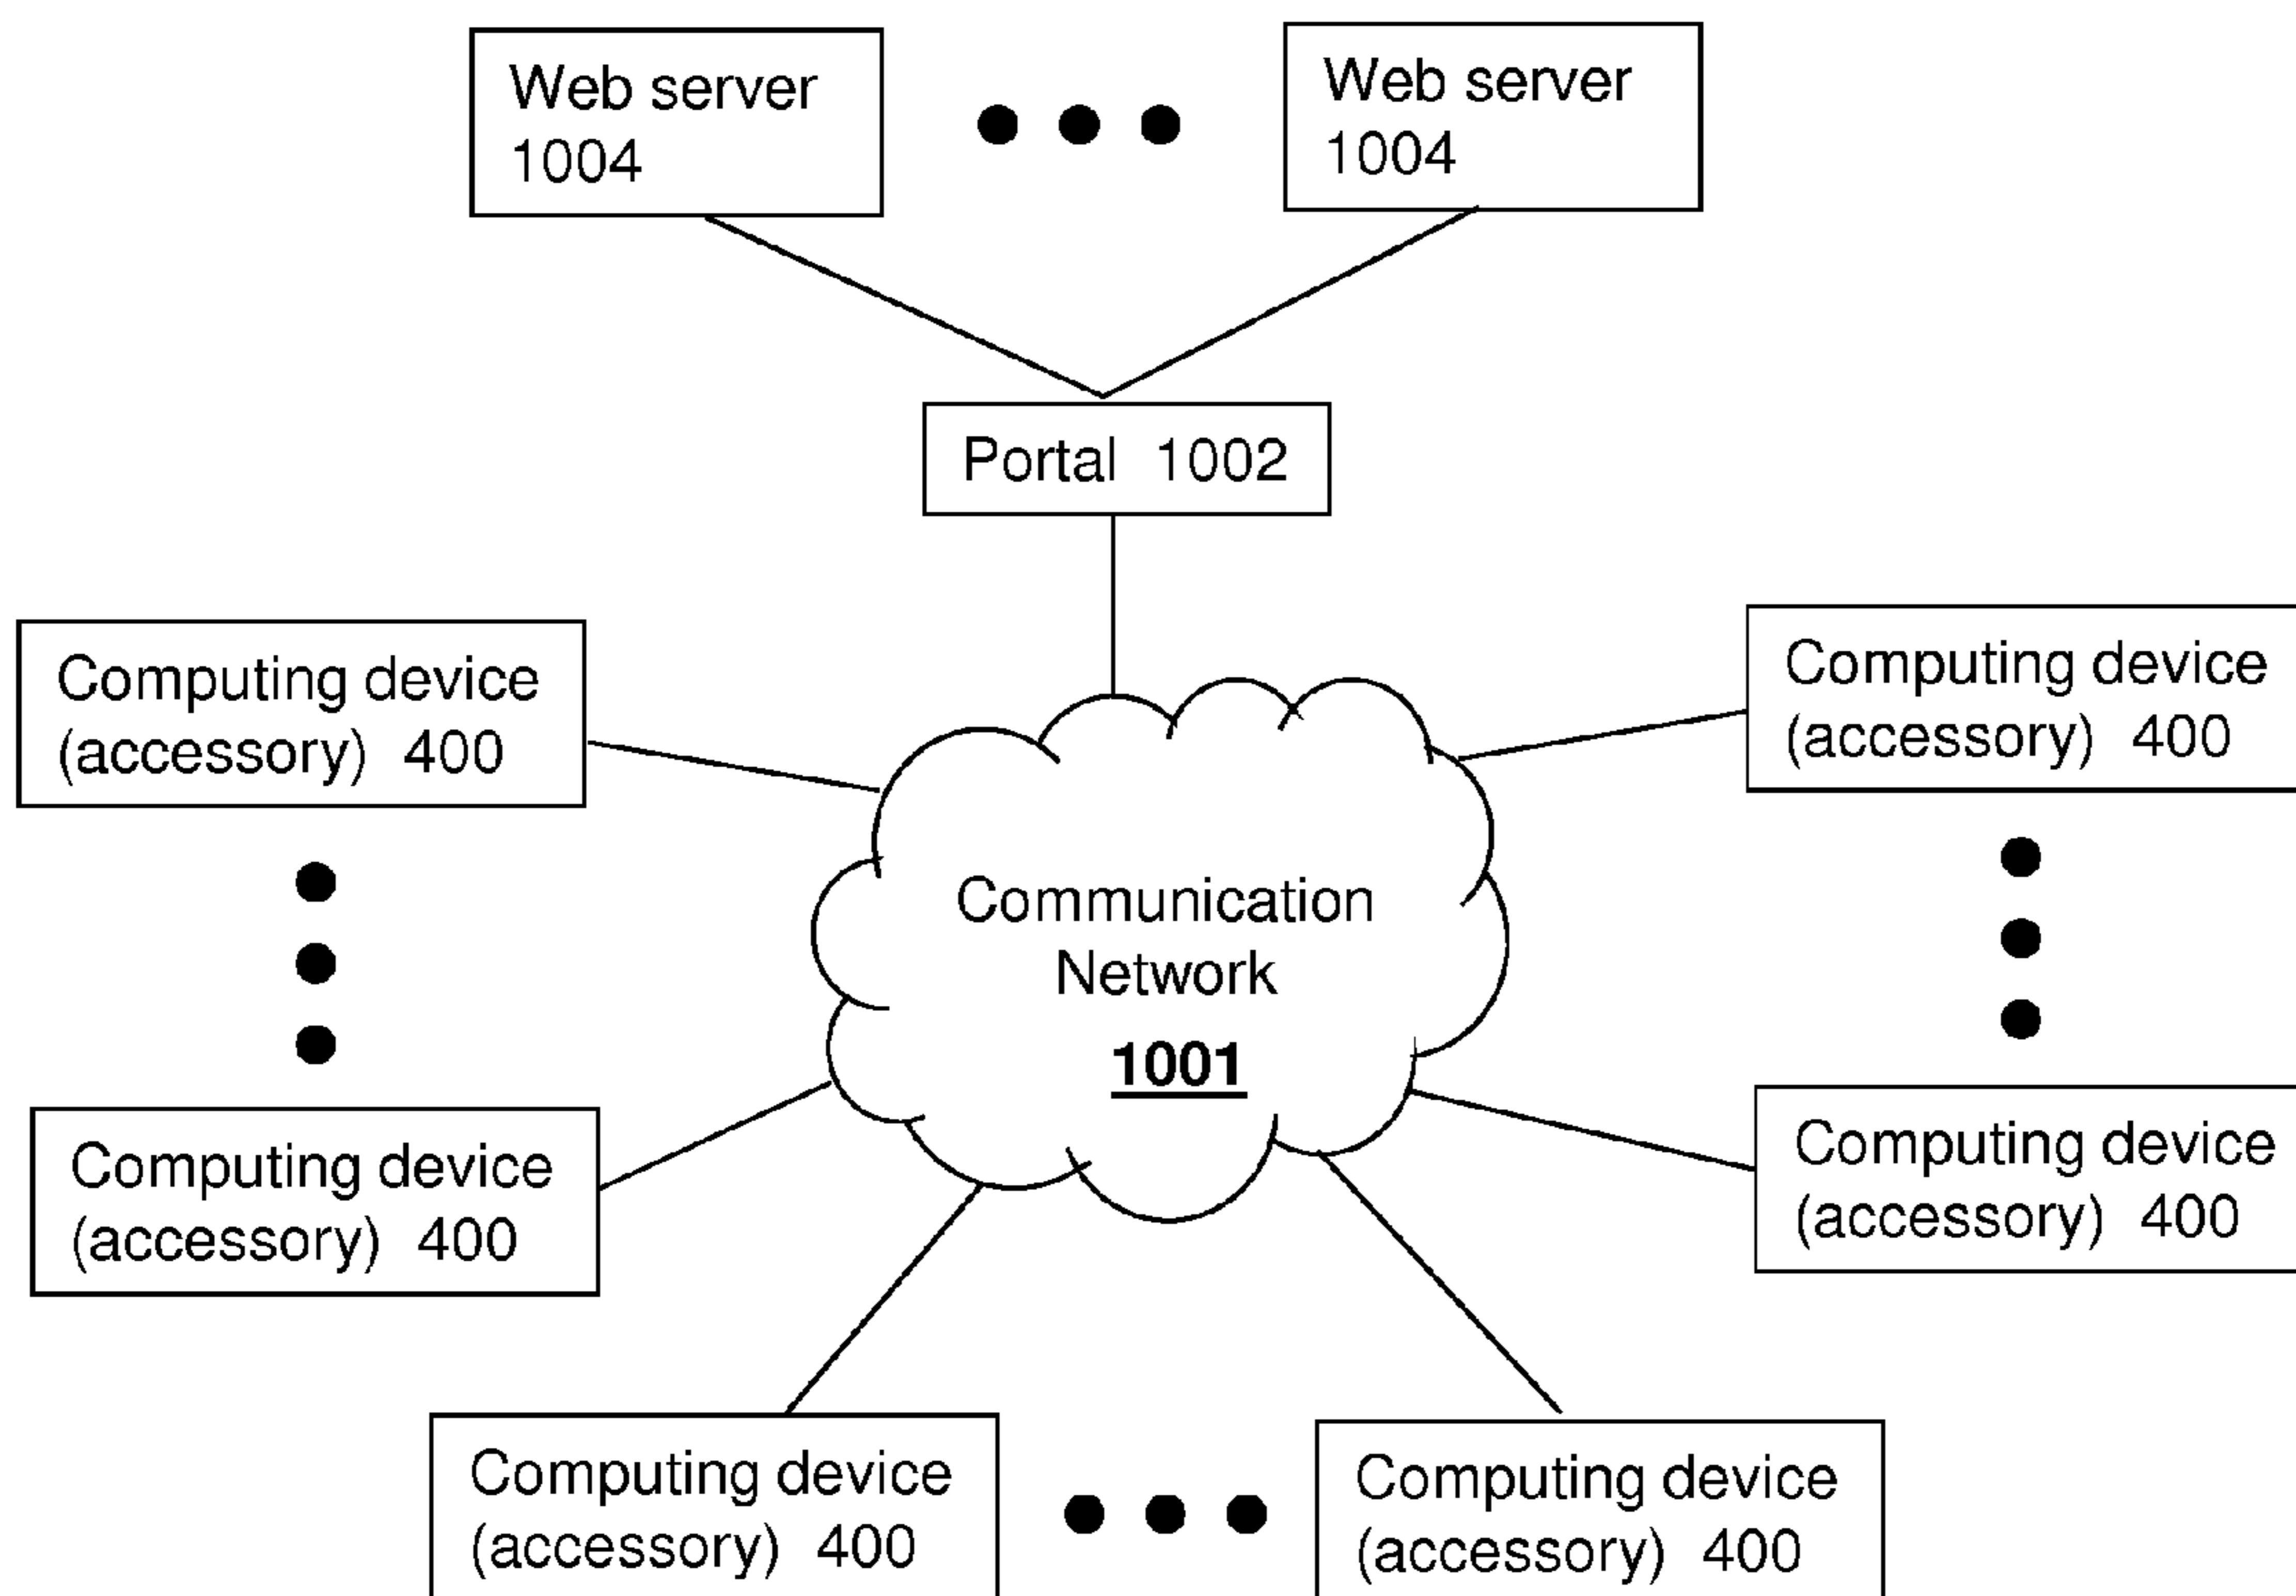 Web server
1004
Web server
1004
Portal 1002
Computing device
(accessory) 400
Computing device
(accessory) 400
Communication
Network
1001
Computing device
(accessory) 400
Computing device
(accessory) 400
Computing device
(accessory) 400
Computing device
(accessory) 400